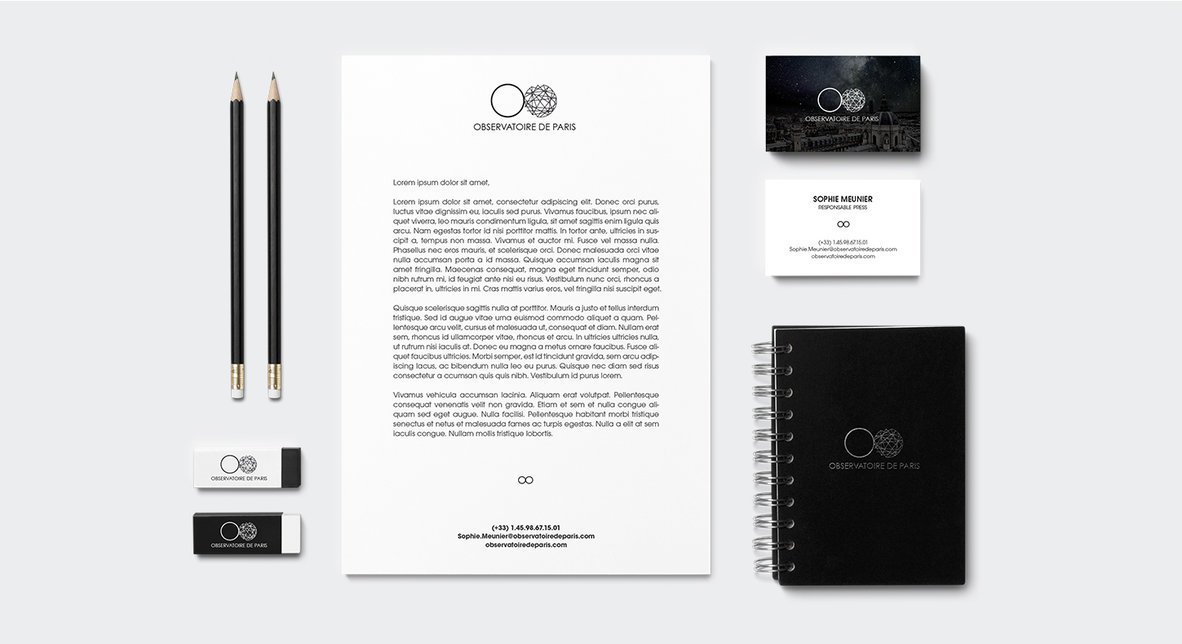 OBSERVATOIRE DE PARIS
Lorem ipsum dolor sit amet,
Lorem ipsum dolor sit amet, consectetur adipiscing elit. Donec orci purus,
luctus vitae dignissim eu, iaculis sed purus. Vivamus faucibus, ipsum nec ali-
quet viverra, leo mauris condimentum ligula, sit amet sagittis enim ligula quis
arcu. Nam egestas tortor id nisi porttitor mattis. In tortor ante, ultricies in sus-
cipit a, tempus non massa. Vivamus et auctor mi. Fusce vel massa nulla.
Phasellus nec eros mauris, et scelerisque orci. Donec malesuada orci vitae
nulla accumsan porta a id massa. Quisque accumsan iaculis magna sit
amet fringilla. Maecenas consequat, magna eget tincidunt semper, odio
nibh rutrum mi, id feugiat ante nisi eu risus. Vestibulum nunc orci, rhoncus a
placerat in, ultricies in mi. Cras mattis varius eros, vel fringilla nisi suscipit eget.
Quisque scelerisque sagittis nulla at porttitor. Mauris a justo et tellus interdum
tristique. Sed id augue vitae urna euismod commodo aliquet a quam. Pel-
lentesque arcu velit, cursus et malesuada ut, consequat et diam. Nullam erat
sem, rhoncus id ullamcorper vitae, rhoncus et arcu. In ultricies ultricies nulla,
ut rutrum nisi iaculis at. Donec eu magna a metus ornare faucibus. Fusce ali-
quet faucibus ultricies. Morbi semper, est id tincidunt gravida, sem arcu adip-
iscing lacus, ac bibendum nulla leo eu purus. Quisque nec diam sed risus
consectetur a ccumsan quis quis nibh. Vestibulum id purus lorem.
Vivamus vehicula accumsan lacinia. Aliquam erat volutpat. Pellentesque
consequat venenatis velit non gravida. Etiam et sem et nulla congue ali-
quam sed eget augue. Nulla facilisi. Pellentesque habitant morbi tristique
senectus et netus et malesuada fames ac turpis egestas. Nulla a elit at sem
iaculis congue. Nullam mollis tristique lobortis.
(+33) 1.45.98.67.15.01
Sophie.Meunier@observatoiredeparis.com
observatoiredeparis.com
OBSERVATOIRE DE PARIS
SOPHIE MEUNIER
RESPONSABLE PRESS
(+33) 1.45.98.67.15.01
Sophie.Meunier@observatoiredeparis.com
observatoiredeparis.com
OBSERVATOIRE DE PARIS
OBSERVATOIRE DE PARIS
OBSERVATOIRE DE PARIS